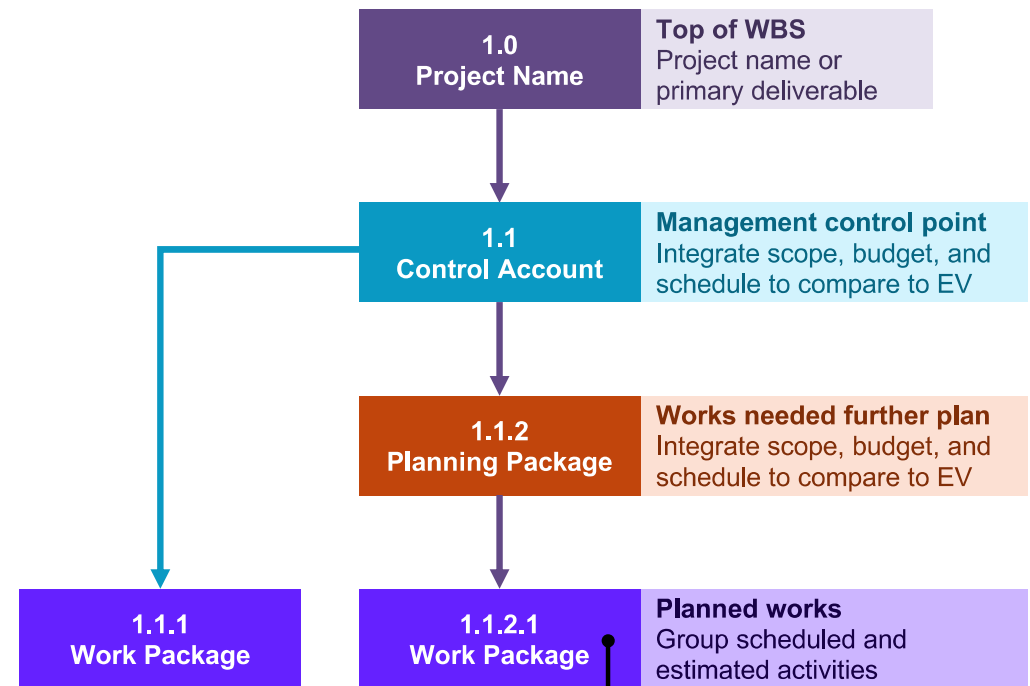 1.0
Project Name
Top of WBS
Project name or
primary deliverable
1.1
Control Account
Management control point
Integrate scope, budget, and
schedule to compare to EV
1.1.2
Planning Package
Works needed further plan
Integrate scope, budget, and
schedule to compare to EV
1.1.1
Work Package
1.1.2.1
Work Package
Planned works
Group scheduled and
estimated activities